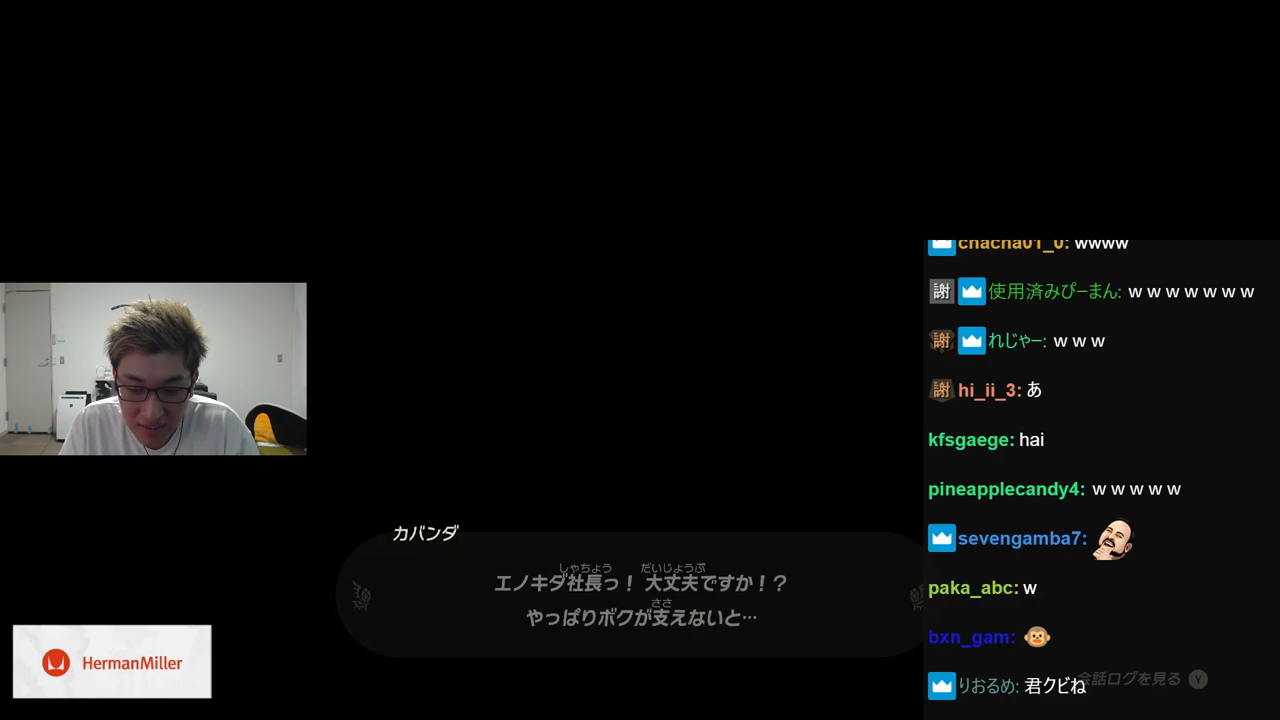 chacha01_0: wwww
謝 使用済みぴーまん: ｗｗｗｗｗｗｗ
謝 れじゃー: ｗｗｗ
謝 hi_ii_3: あ
kfsgaege: hai
pineapplecandy4: ｗｗｗｗｗ
sevengamba7:
paka_abc: w
bxn_gam:
りおるめ: 君クビね
会話ログを見る Y
カバンダ
しゃちょう だいじょうぶ
エノキダ社長っ！ 大丈夫ですか！？
ささ
やっぱりボクが支えないと…
HermanMiller